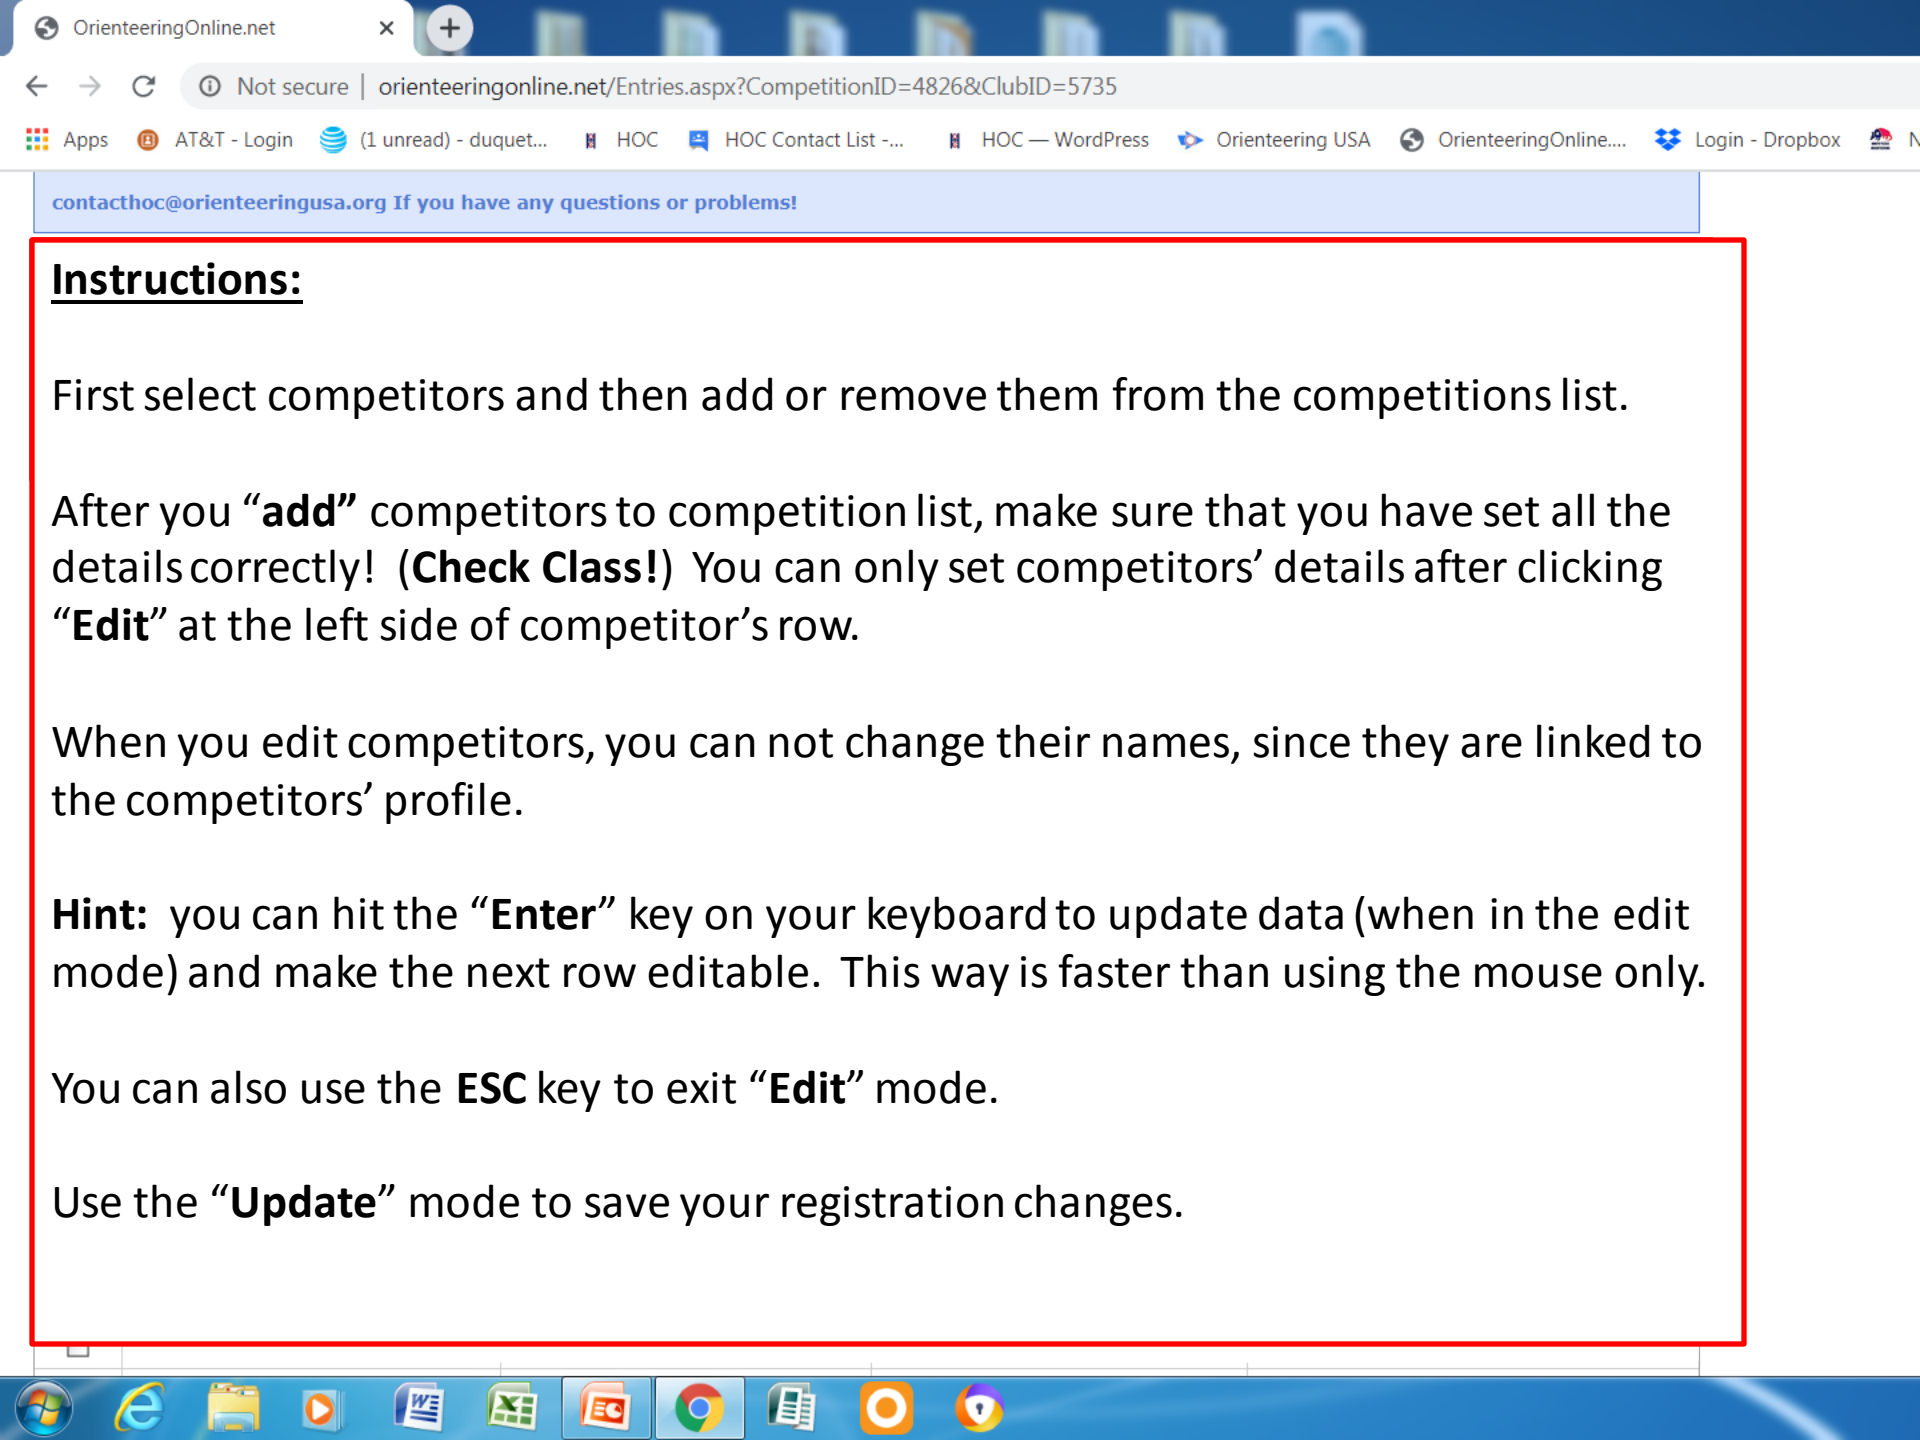 OrienteeringOnline.net
Not secure | orienteeringonline.net/Entries.aspx?CompetitionID=4826&ClubID=5735
Apps AT&T - Login (1 unread) - duquet... HOC HOC Contact List -... HOC — WordPress Orienteering USA OrienteeringOnline.... Login - Dropbox N
contacthoc@orienteeringusa.org If you have any questions or problems!
Instructions:
First select competitors and then add or remove them from the competitions list.
After you “add” competitors to competition list, make sure that you have set all the
details correctly! (Check Class!) You can only set competitors’ details after clicking
“Edit” at the left side of competitor’s row.
When you edit competitors, you can not change their names, since they are linked to
the competitors’ profile.
Hint: you can hit the “Enter” key on your keyboard to update data (when in the edit
mode) and make the next row editable. This way is faster than using the mouse only.
You can also use the ESC key to exit “Edit” mode.
Use the “Update” mode to save your registration changes.